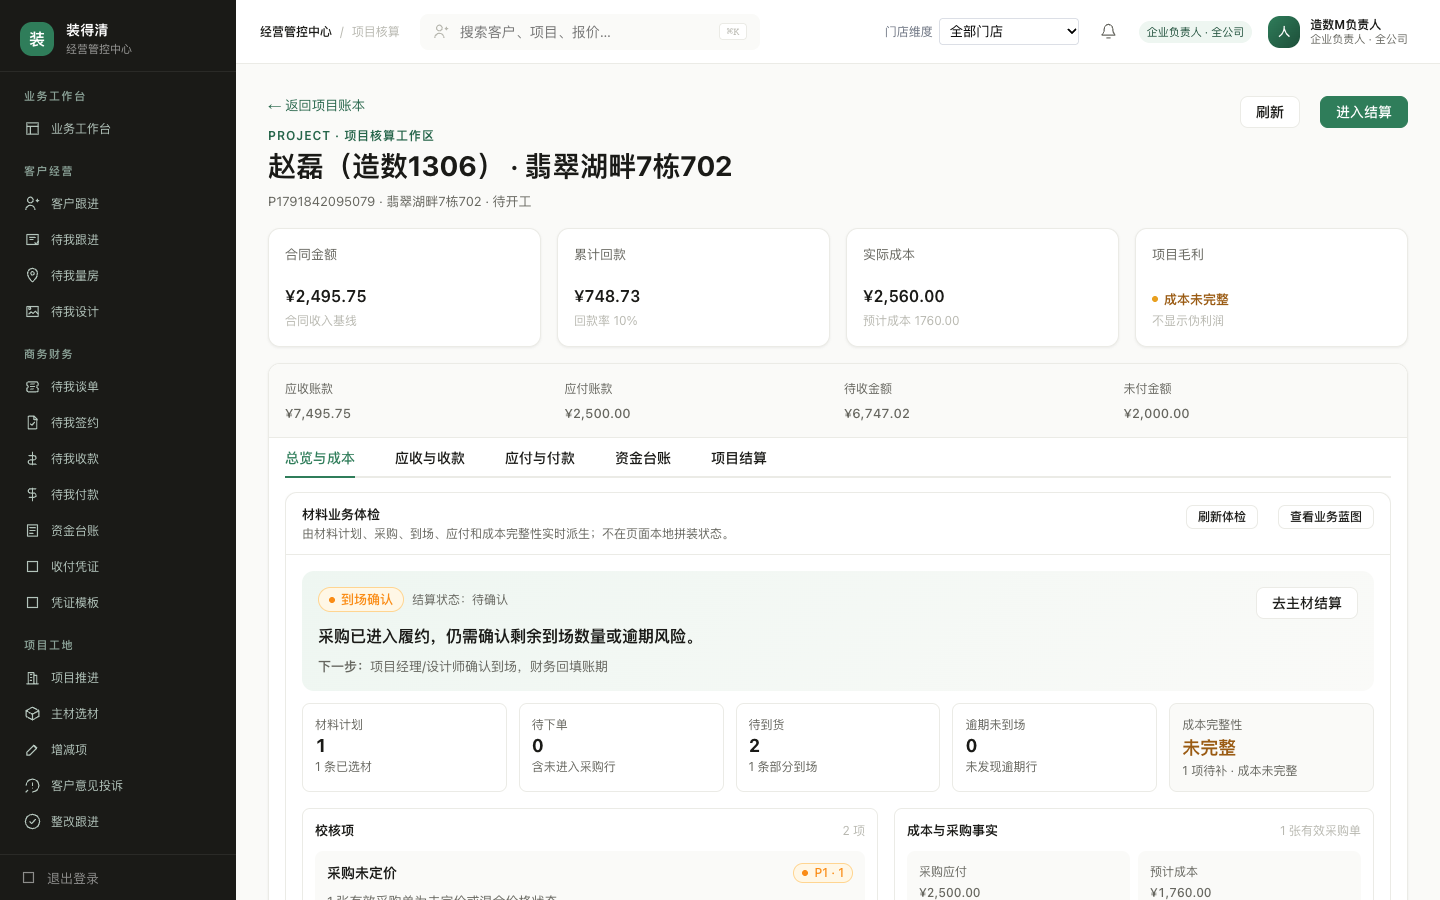 装
装得清
经营管控中心
业务工作台
业务工作台
客户经营
客户跟进
待我跟进
待我量房
待我设计
商务财务
待我谈单
待我签约
待我收款
待我付款
资金台账
收付凭证
凭证模板
项目工地
项目推进
主材选材
增减项
客户意见投诉
整改跟进
退出登录
经营管控中心 / 项目核算
搜索客户、项目、报价...
⌘K
门店维度
全部门店
企业负责人 · 全公司
人
造数M负责人
企业负责人 · 全公司
← 返回项目账本
刷新
进入结算
PROJECT · 项目核算工作区
赵磊（造数1306） · 翡翠湖畔7栋702
P1791842095079 · 翡翠湖畔7栋702 · 待开工
合同金额
¥2,495.75
合同收入基线
累计回款
¥748.73
回款率 10%
实际成本
¥2,560.00
预计成本 1760.00
项目毛利
成本未完整
不显示伪利润
应收账款
¥7,495.75
应付账款
¥2,500.00
待收金额
¥6,747.02
未付金额
¥2,000.00
总览与成本
应收与收款
应付与付款
资金台账
项目结算
材料业务体检
由材料计划、采购、到场、应付和成本完整性实时派生；不在页面本地拼装状态。
刷新体检
查看业务蓝图
到场确认
结算状态：待确认
去主材结算
采购已进入履约，仍需确认剩余到场数量或逾期风险。
下一步：项目经理/设计师确认到场，财务回填账期
材料计划
1
1 条已选材
待下单
0
含未进入采购行
待到货
2
1 条部分到场
逾期未到场
0
未发现逾期行
成本完整性
未完整
1 项待补 · 成本未完整
校核项
2 项
采购未定价
P1 · 1
1 张有效采购单为未定价或混合价格状态
成本与采购事实
1 张有效采购单
采购应付
¥2,500.00
预计成本
¥1,760.00